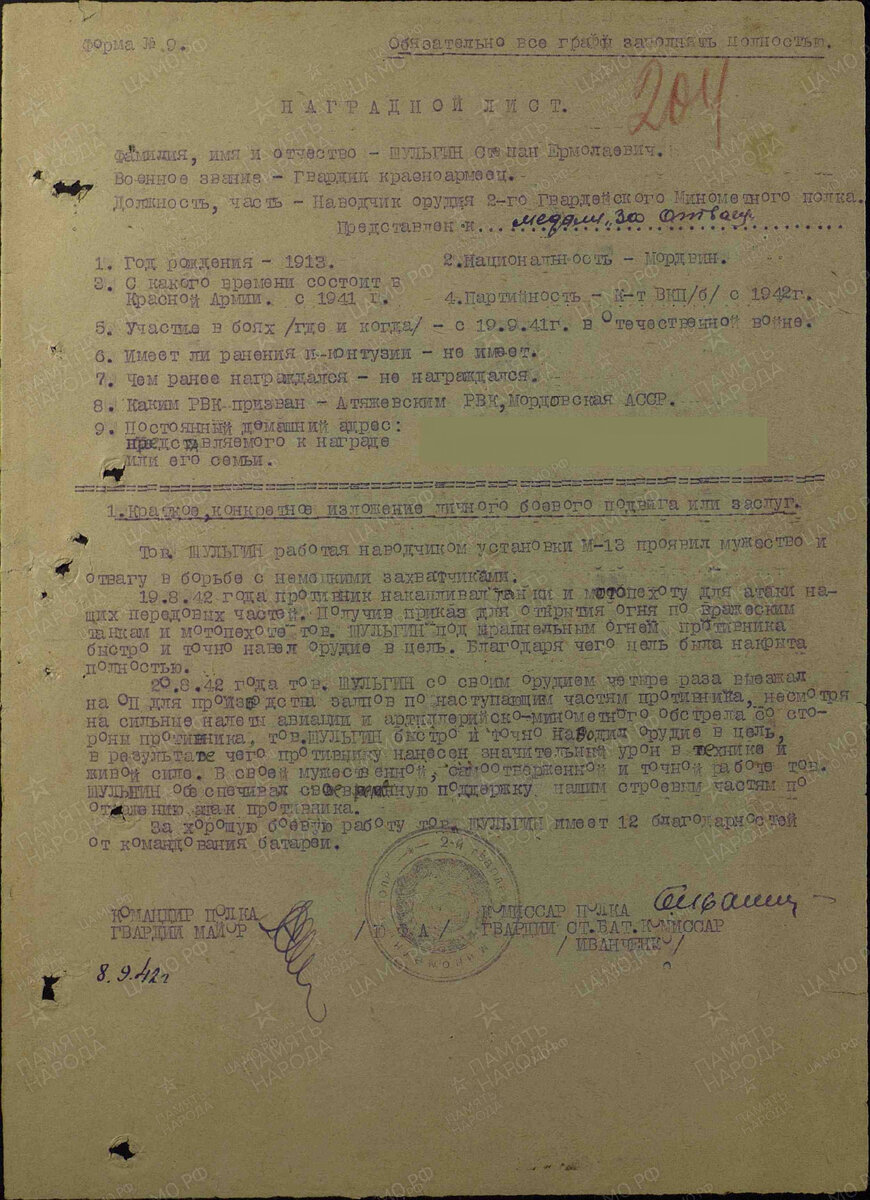 Форма № 9.
Обязательно все графы заполнять полностью.
204
НАГРАДНОЙ ЛИСТ.
Фамилия, имя и отчество - ШУЛЬГИН Степан Ермолаевич.
Военное звание - Гвардии красноармеец.
Должность, часть - Наводчик орудия 2-го Гвардейского Минометного полка.
Представлен к... медали "За отвагу"
1. Год рождения - 1913. 2.Национальность - Мордвин.
3. С какого времени состоит в
Красной Армии. с 1941 г. 4.Партийность - К-т ВКП/б/ с 1942г.
5. Участие в боях /где и когда/ - с 19.9.41г. в Отечественной войне.
6. Имеет ли ранения и контузии - не имеет.
7. Чем ранее награждался - не награждался.
8. Каким РВК призван - Атяжевским РВК,Мордовская АССР.
9. Постоянный домашний адрес:
представляемого к награде
или его семьи.
1.Краткое,конкретное изложение личного боевого подвига или заслуг.
Тов. ШУЛЬГИН работая наводчиком установки М-13 проявил мужество и
отвагу в борьбе с немецкими захватчиками.
19.8.42 года противник накапливал танки и мотопехоту для атаки на-
щих передовых частей. Получив приказ для открытия огня по вражеским
танкам и мотопехоте тов. ШУЛЬГИН под шрапнельным огнем противника
быстро и точно навел орудие в цель. Благодаря чего цель была накрыта
полностью.
20.8.42 года тов. ШУЛЬГИН со своим орудием четыре раза выезжал
на ОП для производства залпов по наступающим частям противника, несмотря
на сильные налеты авиации и артиллерийско-минометного обстрела со сто-
роны противника, тов.ШУЛЬГИН быстро и точно наводил орудие в цель,
в результате чего противнику нанесен значительный урон в технике и
живой силе. В своей мужественной, самоотверженной и точной работе тов.
ШУЛЬГИН обеспечивал своевременную поддержку нашим строевым частям по
отражению атак противника.
За хорошую боевую работу тов. ШУЛЬГИН имеет 12 благодарностей
от командования батареи.
КОМАНДИР ПОЛКА КОМИССАР ПОЛКА
ГВАРДИИ МАЙОР /ЮФА/ ГВАРДИИ СТ.БАТ.КОМИССАР
/ИВАНЧЕНКО/
8.9.42г